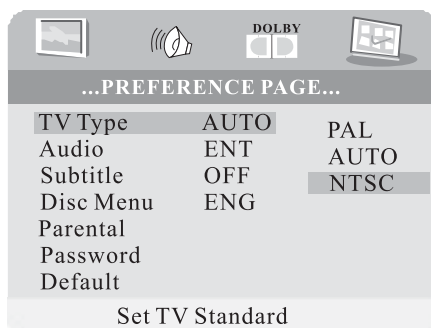 DOLBY
...PREFERENCE PAGE...
TV Type AUTO
Audio ENT
Subtitle OFF
Disc Menu ENG
Parental
Password
Default
PAL
AUTO
NTSC
Set TV Standard